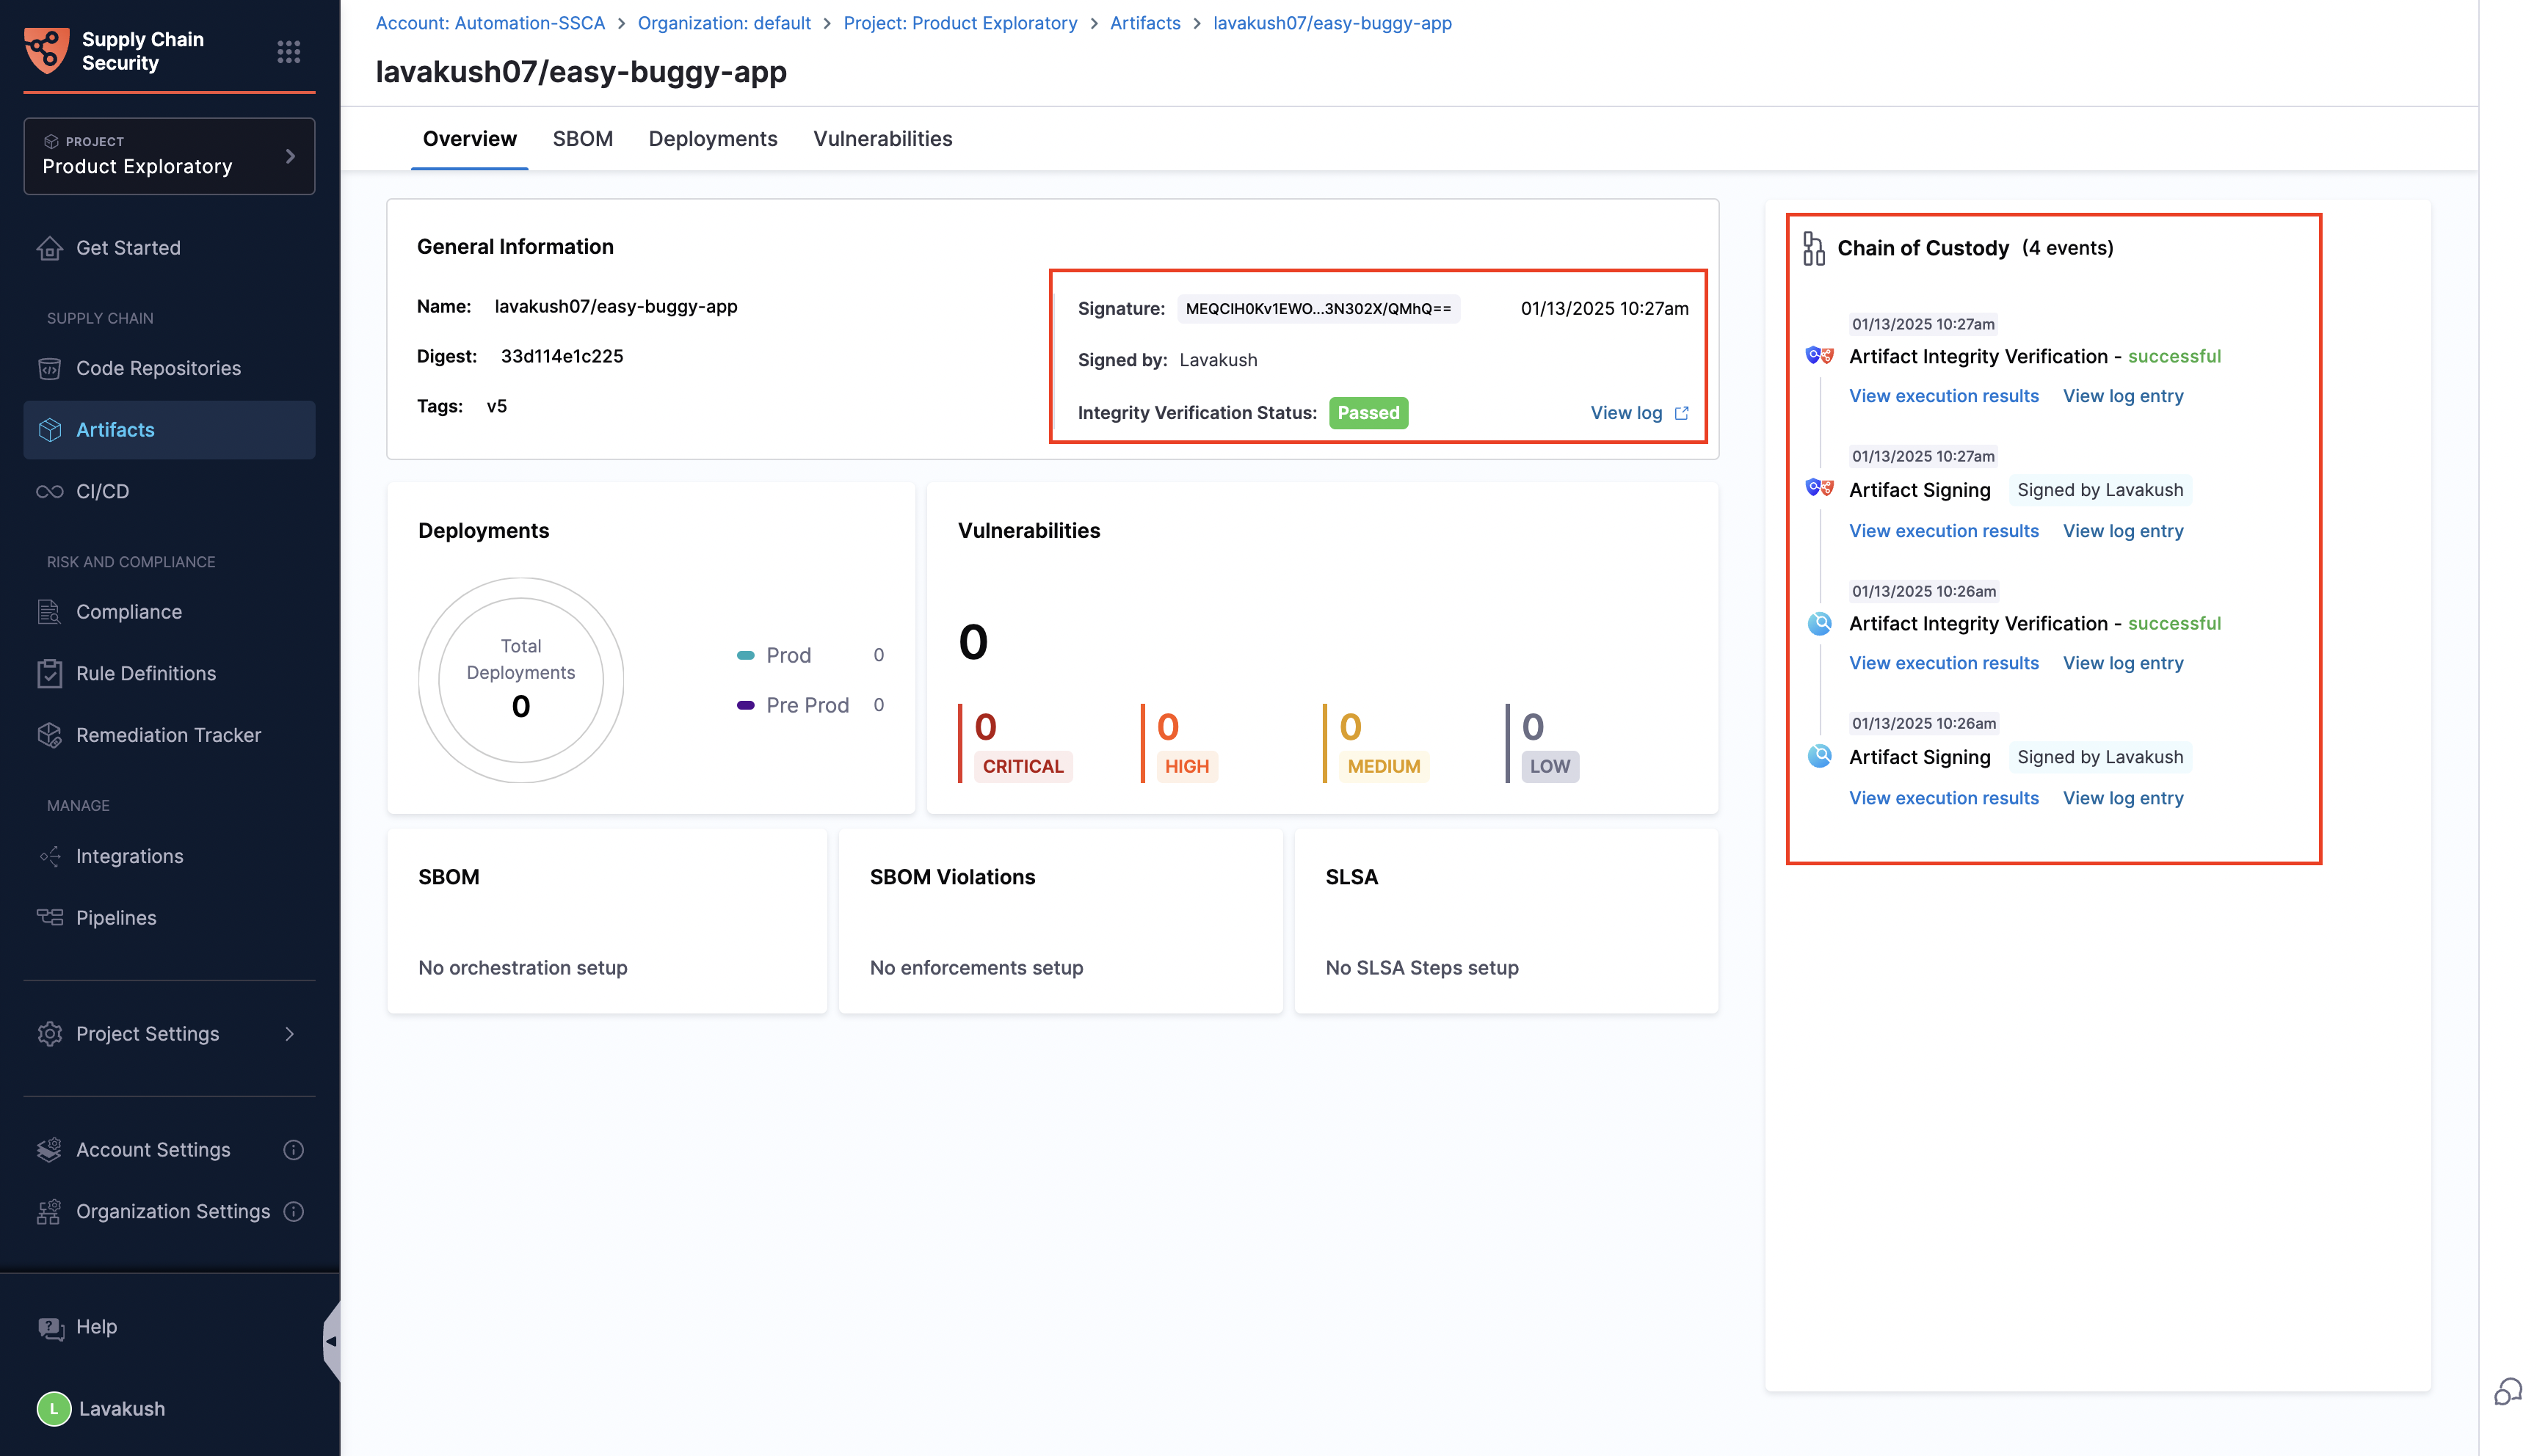 Supply Chain
Security
PROJECT
Product Exploratory
Get Started
SUPPLY CHAIN
Code Repositories
Artifacts
CI/CD
RISK AND COMPLIANCE
Compliance
Rule Definitions
Remediation Tracker
MANAGE
Integrations
Pipelines
Project Settings
Account Settings
Organization Settings
Help
L Lavakush
Account: Automation-SSCA > Organization: default > Project: Product Exploratory > Artifacts > lavakush07/easy-buggy-app
lavakush07/easy-buggy-app
Overview SBOM Deployments Vulnerabilities
General Information
Name: lavakush07/easy-buggy-app
Digest: 33d114e1c225
Tags: v5
Signature: MEQCIH0Kv1EWO...3N302X/QMhQ== 01/13/2025 10:27am
Signed by: Lavakush
Integrity Verification Status: Passed View log
Deployments
Total
Deployments
0
Prod 0
Pre Prod 0
Vulnerabilities
0
0 0 0 0
CRITICAL HIGH MEDIUM LOW
SBOM
No orchestration setup
SBOM Violations
No enforcements setup
SLSA
No SLSA Steps setup
Chain of Custody (4 events)
01/13/2025 10:27am
Artifact Integrity Verification - successful
View execution results View log entry
01/13/2025 10:27am
Artifact Signing Signed by Lavakush
View execution results View log entry
01/13/2025 10:26am
Artifact Integrity Verification - successful
View execution results View log entry
01/13/2025 10:26am
Artifact Signing Signed by Lavakush
View execution results View log entry